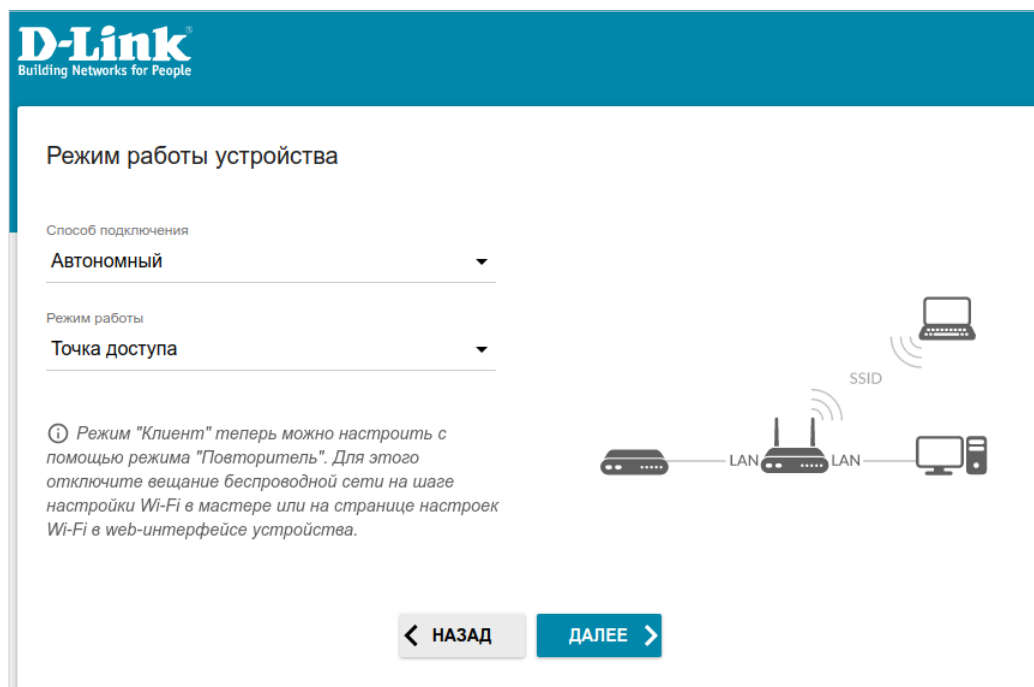 D-Link®
Building Networks for People
Режим работы устройства
Способ подключения
Автономный
Режим работы
Точка доступа
Режим "Клиент" теперь можно настроить с
помощью режима "Повторитель". Для этого
отключите вещание беспроводной сети на шаге
настройки Wi-Fi в мастере или на странице настроек
Wi-Fi в web-интерфейсе устройства.
SSID
LAN
LAN
НАЗАД
ДАЛЕЕ